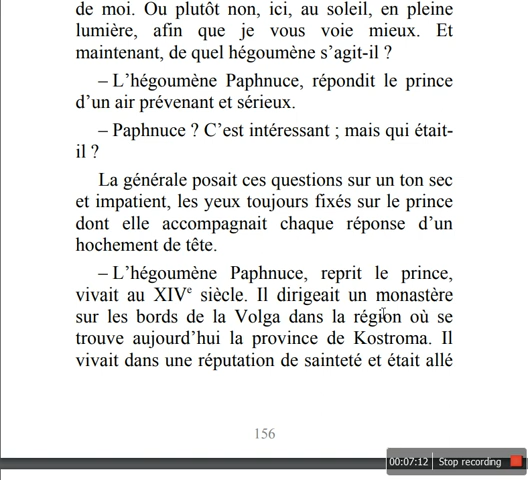 de moi. Ou plutôt non, ici, au soleil, en pleine
lumière, afin que je vous voie mieux. Et
maintenant, de quel hégoumène s’agit-il ?
– L’hégoumène Paphnuce, répondit le prince
d’un air prévenant et sérieux.
– Paphnuce ? C’est intéressant ; mais qui était-
il ?
La générale posait ces questions sur un ton sec
et impatient, les yeux toujours fixés sur le prince
dont elle accompagnait chaque réponse d’un
hochement de tête.
– L’hégoumène Paphnuce, reprit le prince,
vivait au XIVᵉ siècle. Il dirigeait un monastère
sur les bords de la Volga dans la région où se
trouve aujourd’hui la province de Kostroma. Il
vivait dans une réputation de sainteté et était allé
156
00:07:12 Stop recording